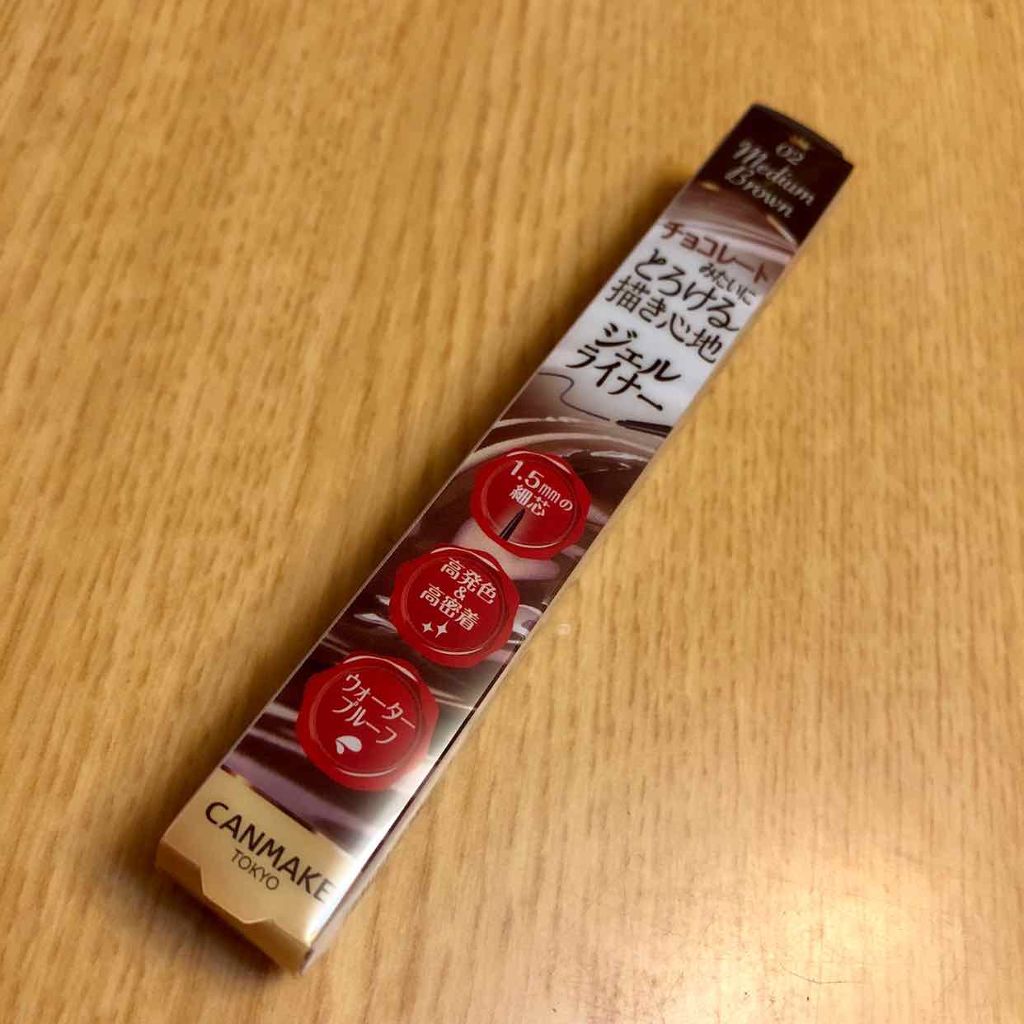 02
Medium
Brown
チョコレート
みたいに
とろける
描き心地
ジェル
ライナー
1.5mmの
細芯
高発色
&
高密着
ウォーター
プルーフ
CANMAKE
TOKYO